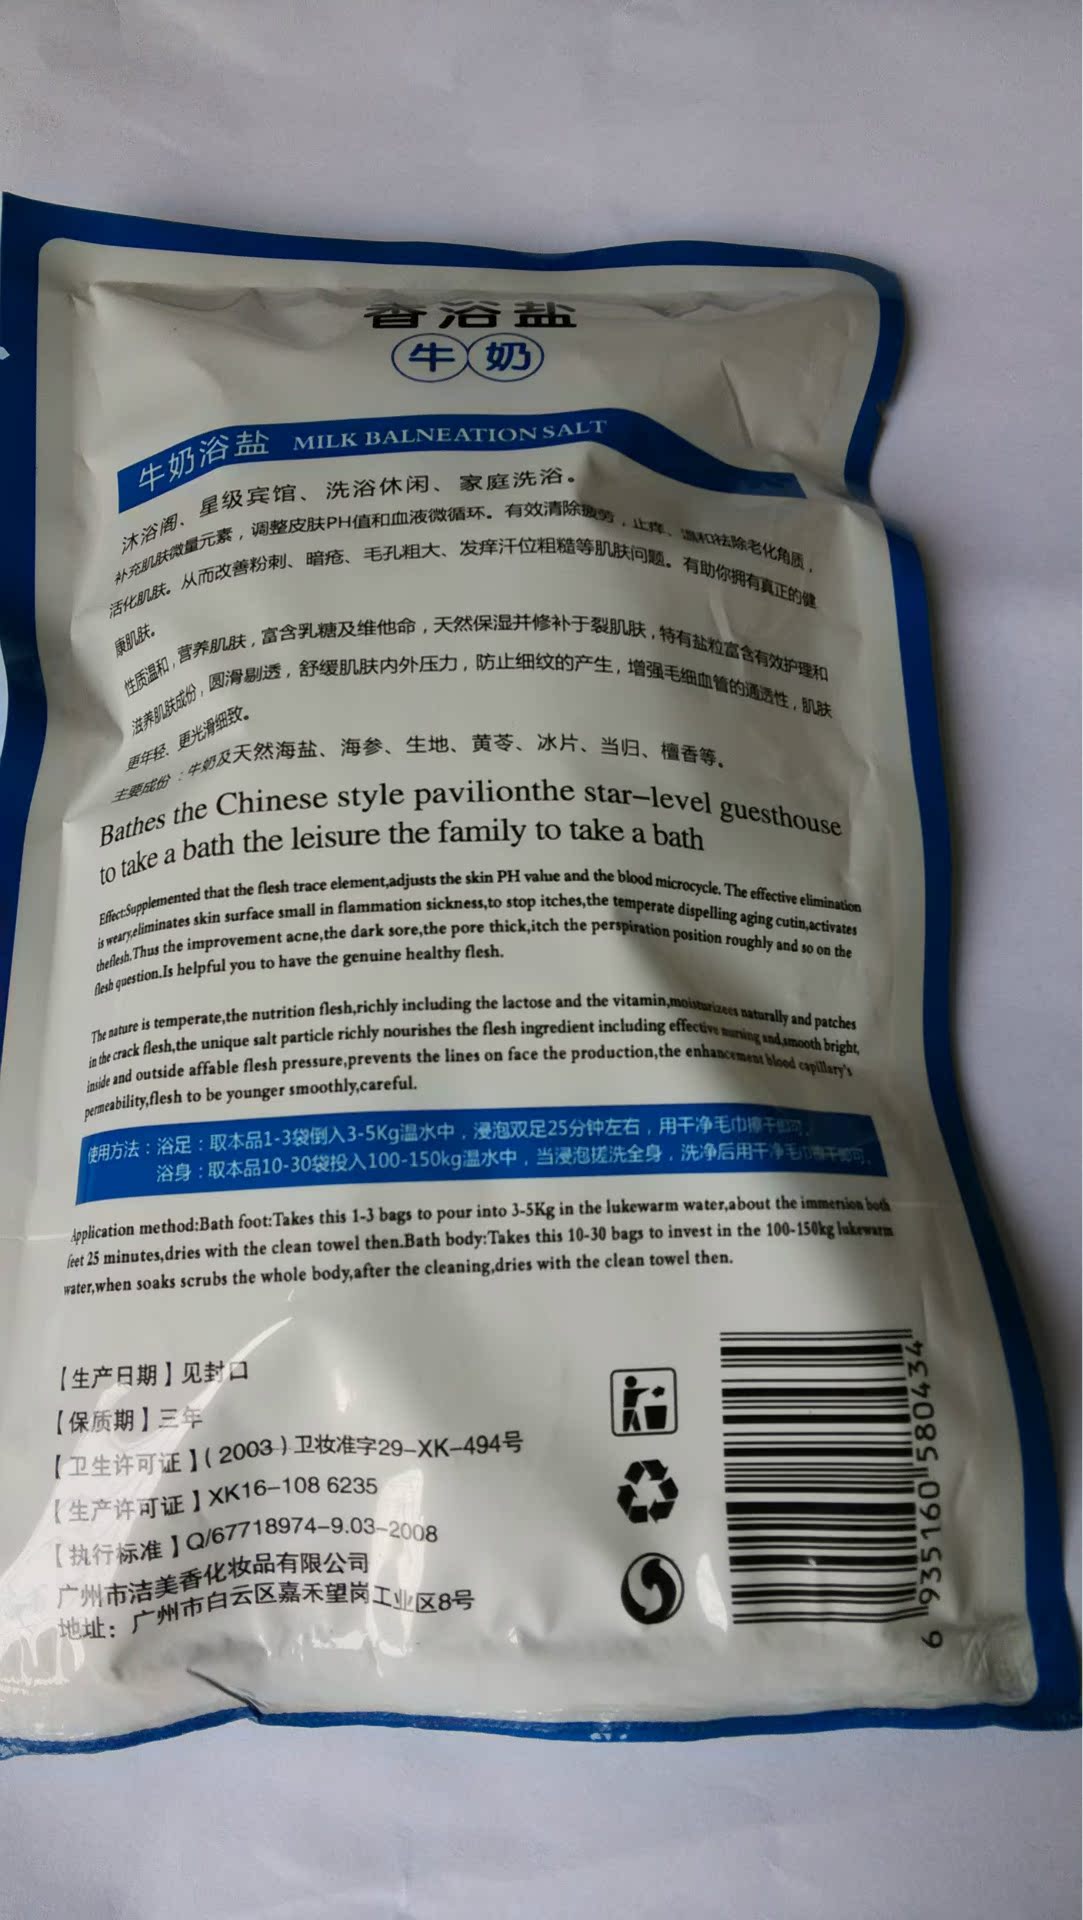 香浴盐
牛奶
牛奶浴盐 MILK BALNEATION SALT
沐浴阁、星级宾馆、洗浴休闲、家庭洗浴。
补充肌肤微量元素，调整皮肤PH值和血液微循环。有效清除疲劳，止痒、温和祛除老化角质，
活化肌肤。从而改善粉刺、暗疮、毛孔粗大、发痒汗位粗糙等肌肤问题。有助你拥有真正的健
康肌肤。
性质温和，营养肌肤，富含乳糖及维他命，天然保湿并修补于裂肌肤，特有盐粒富含有效护理和
滋养肌肤成份，圆滑剔透，舒缓肌肤内外压力，防止细纹的产生，增强毛细血管的通透性，肌肤
更年轻、更光滑细致。
主要成份：牛奶及天然海盐、海参、生地、黄芩、冰片、当归、檀香等。
Bathes the Chinese style pavilionthe star-level guesthouse
to take a bath the leisure the family to take a bath
Effect:Supplemented that the flesh trace element,adjusts the skin PH value and the blood microcycle. The effective elimination
is weary,eliminates skin surface small in flammation sickness,to stop itches,the temperate dispelling aging cutin,activates
theflesh.Thus the improvement acne,the dark sore,the pore thick,itch the perspiration position roughly and so on the
flesh question.Is helpful you to have the genuine healthy flesh.
The nature is temperate,the nutrition flesh,richly including the lactose and the vitamin,moisturizees naturally and patches
in the crack flesh,the unique salt particle richly nourishes the flesh ingredient including effective nursing and,smooth bright,
inside and outside affable flesh pressure,prevents the lines on face the production,the enhancement blood capillary's
permeability,flesh to be younger smoothly,careful.
使用方法：浴足：取本品1-3袋倒入3-5Kg温水中，浸泡双足25分钟左右，用干净毛巾擦干即可。
浴身：取本品10-30袋投入100-150kg温水中，当浸泡搓洗全身，洗净后用干净毛巾擦干即可。
Application method:Bath foot:Takes this 1-3 bags to pour into 3-5Kg in the lukewarm water,about the immersion both
feet 25 minutes,dries with the clean towel then.Bath body:Takes this 10-30 bags to invest in the 100-150kg lukewarm
water,when soaks scrubs the whole body,after the cleaning,dries with the clean towel then.
【生产日期】见封口
【保质期】三年
【卫生许可证】(2003)卫妆准字29-XK-494号
【生产许可证】XK16-108 6235
【执行标准】Q/67718974-9.03-2008
广州市洁美香化妆品有限公司
地址：广州市白云区嘉禾望岗工业区8号
6 935160 580434